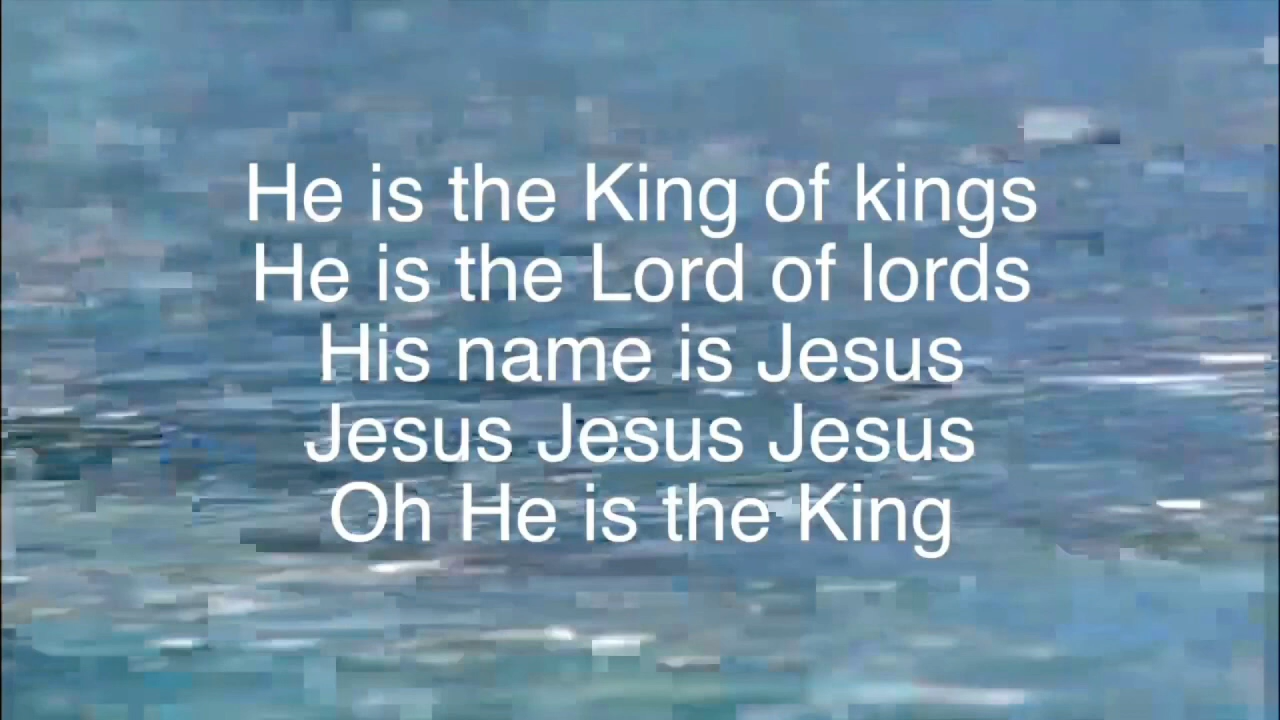 He is the King of kings
He is the Lord of lords
His name is Jesus
Jesus Jesus Jesus
Oh He is the King